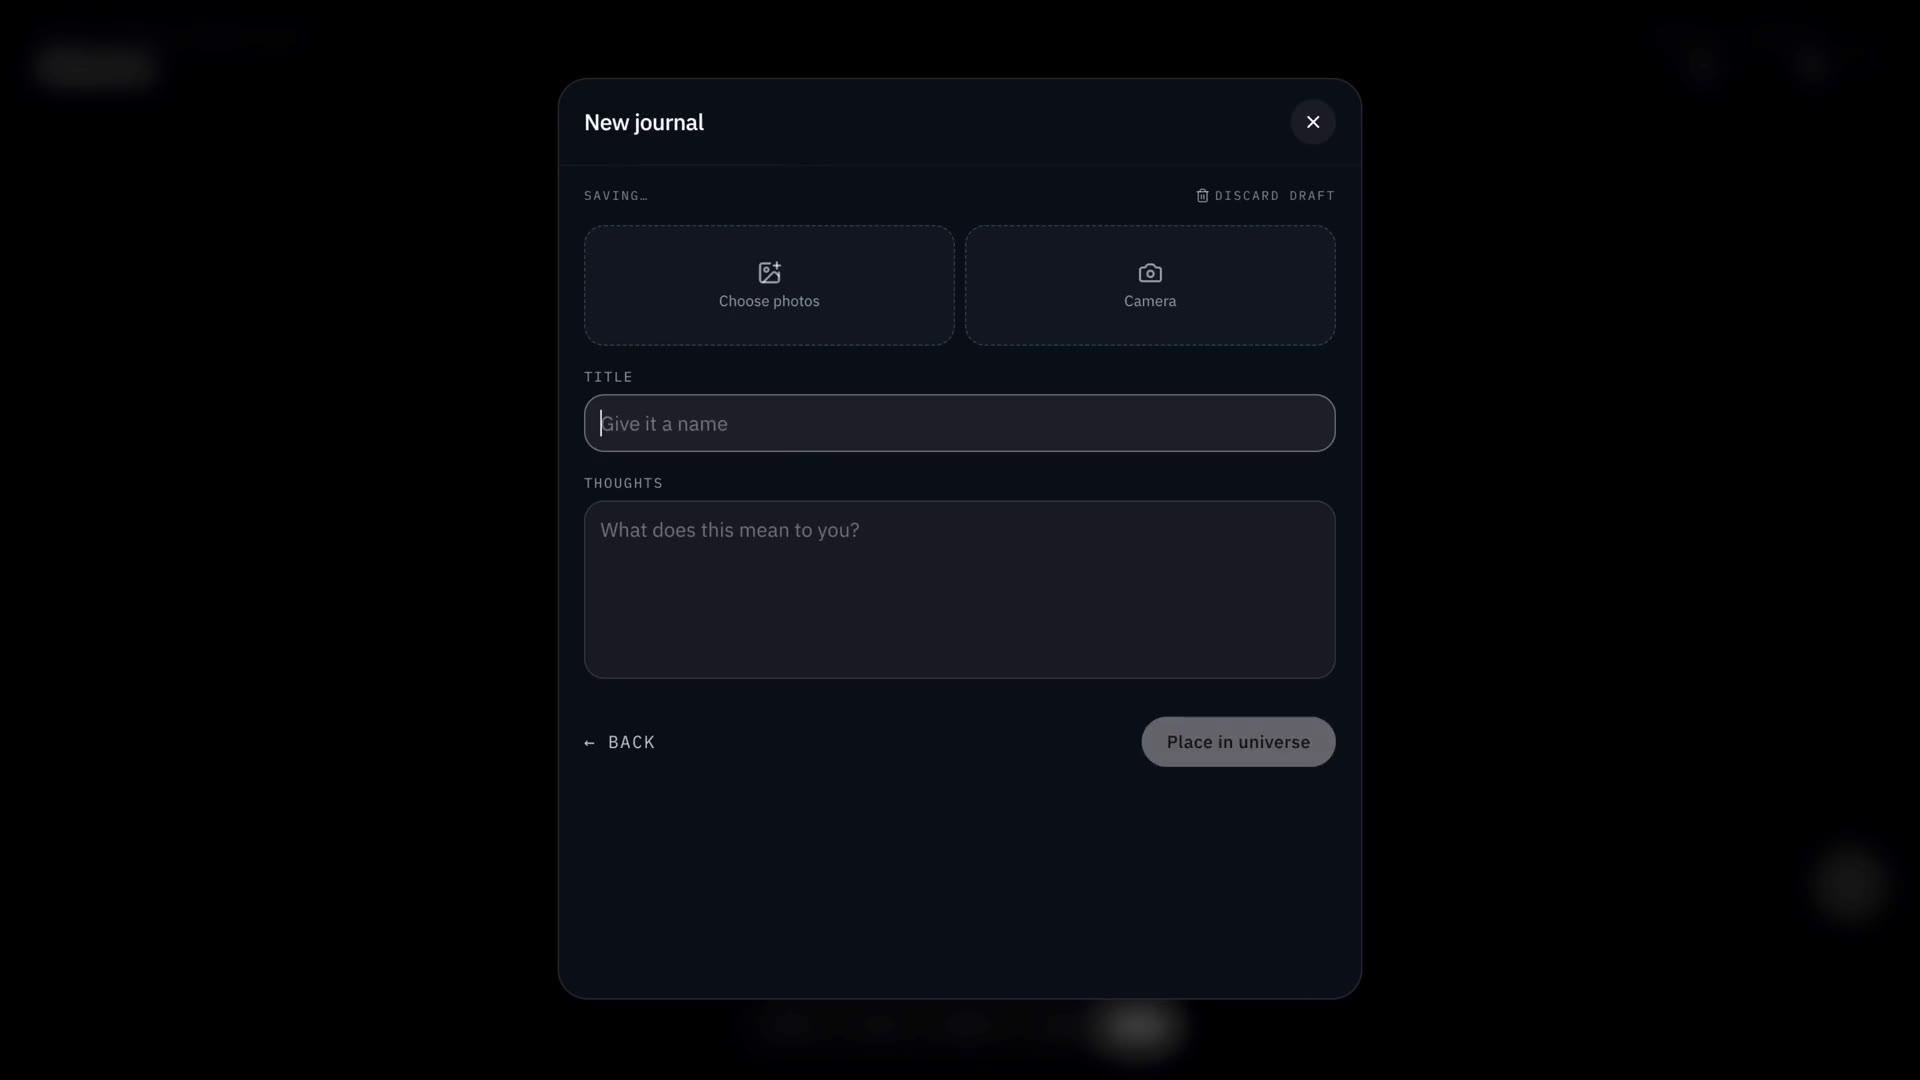 New journal
SAVING…
DISCARD DRAFT
Choose photos
Camera
TITLE
Give it a name
THOUGHTS
What does this mean to you?
← BACK
Place in universe